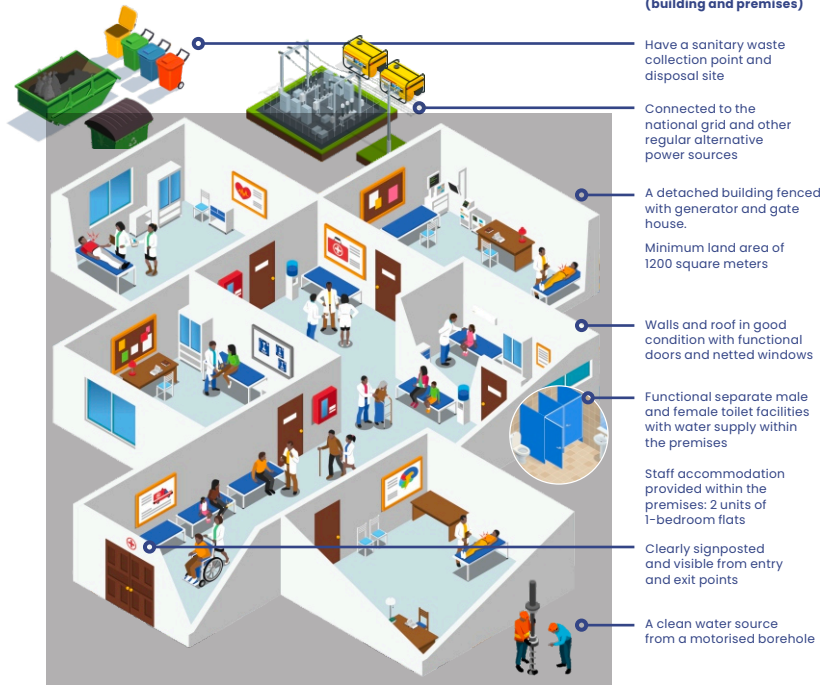 (building and premises)
Have a sanitary waste
collection point and
disposal site
Connected to the
national grid and other
regular alternative
power sources
A detached building fenced
with generator and gate
house.
Minimum land area of
1200 square meters
Walls and roof in good
condition with functional
doors and netted windows
Functional separate male
and female toilet facilities
with water supply within
the premises
Staff accommodation
provided within the
premises: 2 units of
1-bedroom flats
Clearly signposted
and visible from entry
and exit points
A clean water source
from a motorised borehole